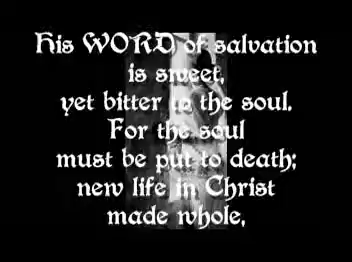 His WORD of salvation
is sweet,
yet bitter to the soul.
For the soul
must be put to death;
new life in Christ
made whole,